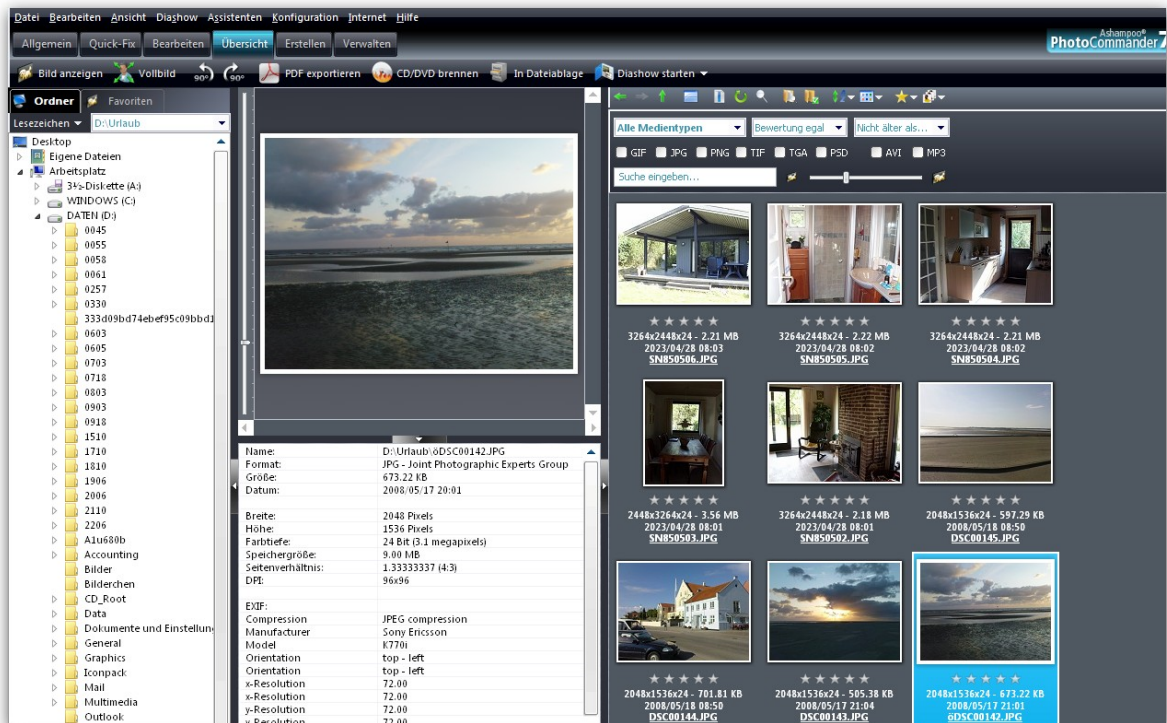 Datei Bearbeiten Ansicht Diashow Assistenten Konfiguration Internet Hilfe
Allgemein Quick-Fix Bearbeiten Übersicht Erstellen Verwalten
Ashampoo®
PhotoCommander 7
Bild anzeigen Vollbild 90° 90° PDF exportieren CD/DVD brennen In Dateiablage Diashow starten
Ordner Favoriten
Lesezeichen D:\Urlaub
Desktop
Eigene Dateien
Arbeitsplatz
3½-Diskette (A:)
WINDOWS (C:)
DATEN (D:)
0045
0055
0058
0061
0257
0330
333d09bd74ebef95c09bbd1
0603
0605
0703
0718
0803
0903
0918
1510
1710
1810
1906
2006
2110
2206
A1u680b
Accounting
Bilder
Bilderchen
CD_Root
Data
Dokumente und Einstellun
General
Graphics
Iconpack
Mail
Multimedia
Outlook
Name: D:\Urlaub\öDSC00142.JPG
Format: JPG - Joint Photographic Experts Group
Größe: 673.22 KB
Datum: 2008/05/17 20:01
Breite: 2048 Pixels
Höhe: 1536 Pixels
Farbtiefe: 24 Bit (3.1 megapixels)
Speichergröße: 9.00 MB
Seitenverhältnis: 1.33333337 (4:3)
DPI: 96x96
EXIF:
Compression JPEG compression
Manufacturer Sony Ericsson
Model K770i
Orientation top - left
Orientation top - left
x-Resolution 72.00
x-Resolution 72.00
y-Resolution 72.00
y-Resolution 72.00
Alle Medientypen Bewertung egal Nicht älter als...
GIF JPG PNG TIF TGA PSD AVI MP3
Suche eingeben...
3264x2448x24 - 2.21 MB
2023/04/28 08:03
SN850506.JPG
3264x2448x24 - 2.22 MB
2023/04/28 08:02
SN850505.JPG
3264x2448x24 - 2.21 MB
2023/04/28 08:02
SN850504.JPG
2448x3264x24 - 3.56 MB
2023/04/28 08:01
SN850503.JPG
3264x2448x24 - 2.18 MB
2023/04/28 08:01
SN850502.JPG
2048x1536x24 - 597.29 KB
2008/05/18 08:50
DSC00145.JPG
2048x1536x24 - 701.81 KB
2008/05/18 08:50
DSC00144.JPG
2048x1536x24 - 505.38 KB
2008/05/17 21:04
DSC00143.JPG
2048x1536x24 - 673.22 KB
2008/05/17 21:01
öDSC00142.JPG